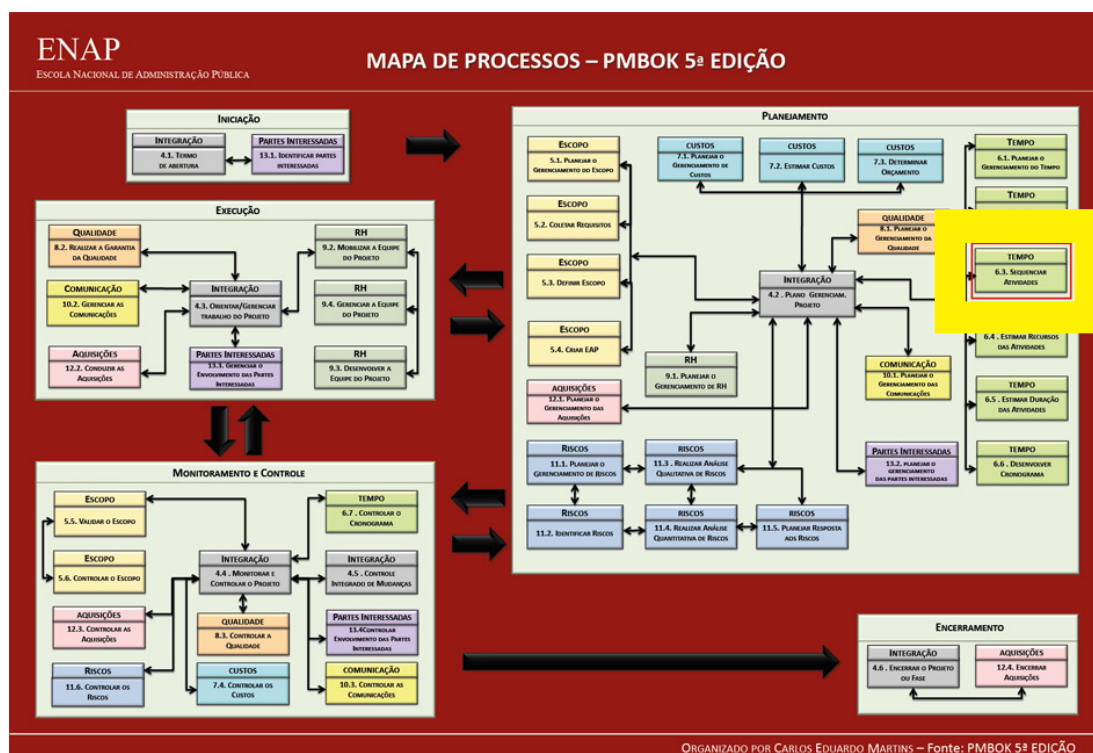 ENAP
ESCOLA NACIONAL DE ADMINISTRAÇÃO PÚBLICA
MAPA DE PROCESSOS – PMBOK 5ª EDIÇÃO
INICIAÇÃO
INTEGRAÇÃO
4.1. TERMO
DE ABERTURA
PARTES INTERESSADAS
13.1. IDENTIFICAR PARTES
INTERESSADAS
EXECUÇÃO
QUALIDADE
8.2. REALIZAR A GARANTIA
DA QUALIDADE
RH
9.2. MOBILIZAR A EQUIPE
DO PROJETO
COMUNICAÇÃO
10.2. GERENCIAR AS
COMUNICAÇÕES
INTEGRAÇÃO
4.3. ORIENTAR/GERENCIAR
TRABALHO DO PROJETO
RH
9.4. GERENCIAR A EQUIPE
DO PROJETO
AQUISIÇÕES
12.2. CONDUZIR AS
AQUISIÇÕES
PARTES INTERESSADAS
13.3. GERENCIAR O
ENVOLVIMENTO DAS PARTES
INTERESSADAS
RH
9.3. DESENVOLVER A
EQUIPE DO PROJETO
MONITORAMENTO E CONTROLE
ESCOPO
5.5. VALIDAR O ESCOPO
TEMPO
6.7. CONTROLAR O
CRONOGRAMA
ESCOPO
5.6. CONTROLAR O ESCOPO
INTEGRAÇÃO
4.4. MONITORAR E
CONTROLAR O PROJETO
INTEGRAÇÃO
4.5. CONTROLE
INTEGRADO DE MUDANÇAS
AQUISIÇÕES
12.3. CONTROLAR AS
AQUISIÇÕES
QUALIDADE
8.3. CONTROLAR A
QUALIDADE
PARTES INTERESSADAS
13.4CONTROLAR
ENVOLVIMENTO DAS PARTES
INTERESSADAS
RISCOS
11.6. CONTROLAR OS
RISCOS
CUSTOS
7.4. CONTROLAR OS
CUSTOS
COMUNICAÇÃO
10.3. CONTROLAR AS
COMUNICAÇÕES
PLANEJAMENTO
ESCOPO
5.1. PLANEJAR O
GERENCIAMENTO DO ESCOPO
CUSTOS
7.1. PLANEJAR O
GERENCIAMENTO DE
CUSTOS
CUSTOS
7.2. ESTIMAR CUSTOS
CUSTOS
7.3. DETERMINAR
ORÇAMENTO
TEMPO
6.1. PLANEJAR O
GERENCIAMENTO DO TEMPO
TEMPO
ESCOPO
5.2. COLETAR REQUISITOS
QUALIDADE
8.1. PLANEJAR O
GERENCIAMENTO DA
QUALIDADE
TEMPO
6.3. SEQUENCIAR
ATIVIDADES
ESCOPO
5.3. DEFINIR ESCOPO
INTEGRAÇÃO
4.2. PLANO GERENCIAM.
PROJETO
6.4. ESTIMAR RECURSOS
DAS ATIVIDADES
ESCOPO
5.4. CRIAR EAP
RH
9.1. PLANEJAR O
GERENCIAMENTO DE RH
COMUNICAÇÃO
10.1. PLANEJAR O
GERENCIAMENTO DAS
COMUNICAÇÕES
TEMPO
6.5. ESTIMAR DURAÇÃO
DAS ATIVIDADES
AQUISIÇÕES
12.1. PLANEJAR O
GERENCIAMENTO DAS
AQUISIÇÕES
RISCOS
11.1. PLANEJAR O
GERENCIAMENTO DE RISCOS
RISCOS
11.3. REALIZAR ANÁLISE
QUALITATIVA DE RISCOS
PARTES INTERESSADAS
13.2. PLANEJAR O
GERENCIAMENTO
DAS PARTES INTERESSADAS
TEMPO
6.6. DESENVOLVER
CRONOGRAMA
RISCOS
11.2. IDENTIFICAR RISCOS
RISCOS
11.4. REALIZAR ANÁLISE
QUANTITATIVA DE RISCOS
RISCOS
11.5. PLANEJAR RESPOSTA
AOS RISCOS
ENCERRAMENTO
INTEGRAÇÃO
4.6. ENCERRAR O PROJETO
OU FASE
AQUISIÇÕES
12.4. ENCERRAR
AQUISIÇÕES
ORGANIZADO POR CARLOS EDUARDO MARTINS – Fonte: PMBOK 5ª EDIÇÃO